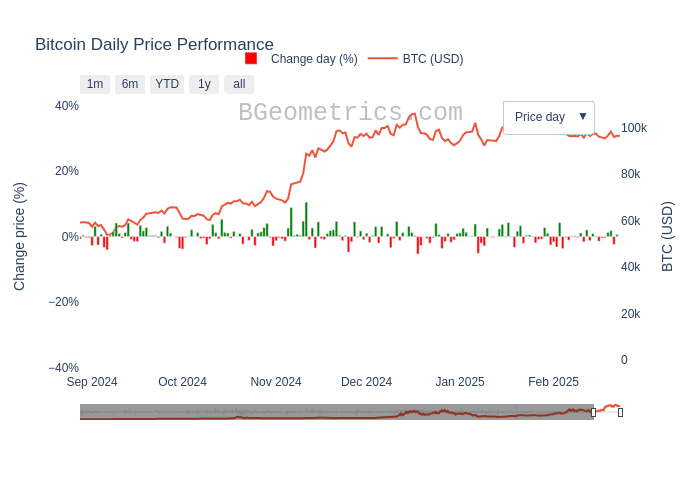 Bitcoin Daily Price Performance
Change day (%) BTC (USD)
1m 6m YTD 1y all
BGeometrics.com
Price day ▼
40%
20%
0%
−20%
−40%
Change price (%)
100k
80k
60k
40k
20k
0
BTC (USD)
Sep 2024 Oct 2024 Nov 2024 Dec 2024 Jan 2025 Feb 2025